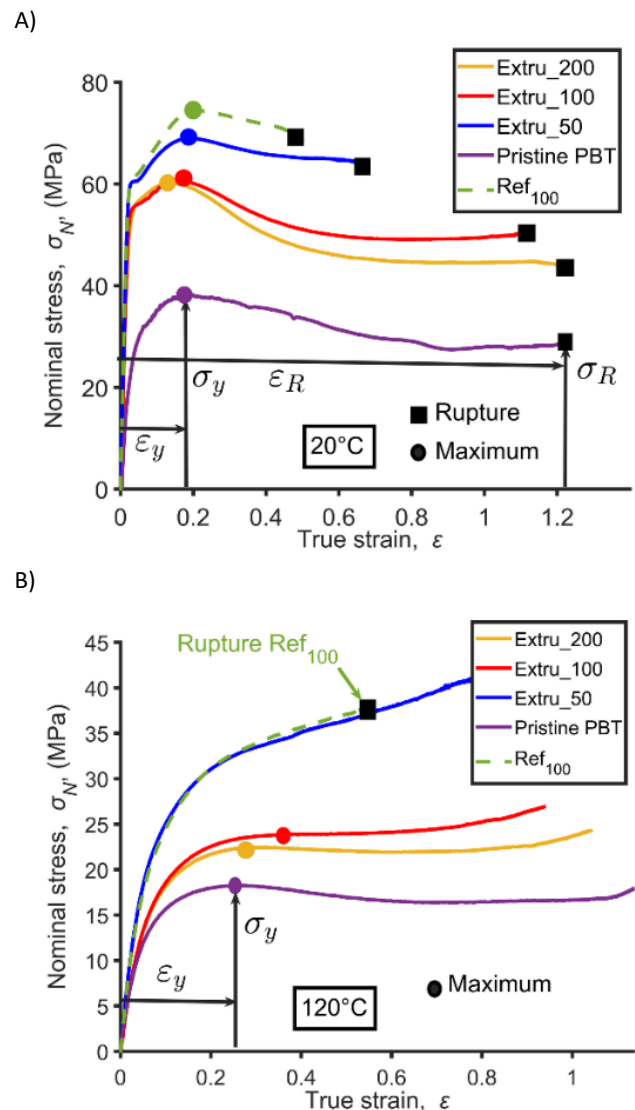 A)
Nominal stress, σN, (MPa)
80
60
40
20
0
Extru_200
Extru_100
Extru_50
Pristine PBT
Ref100
σy
εR
σR
εy
20°C
Rupture
Maximum
0 0.2 0.4 0.6 0.8 1 1.2
True strain, ε
B)
Nominal stress, σN, (MPa)
45
40
35
30
25
20
15
10
5
0
Rupture Ref100
Extru_200
Extru_100
Extru_50
Pristine PBT
Ref100
σy
εy
120°C
Maximum
0 0.2 0.4 0.6 0.8 1
True strain, ε